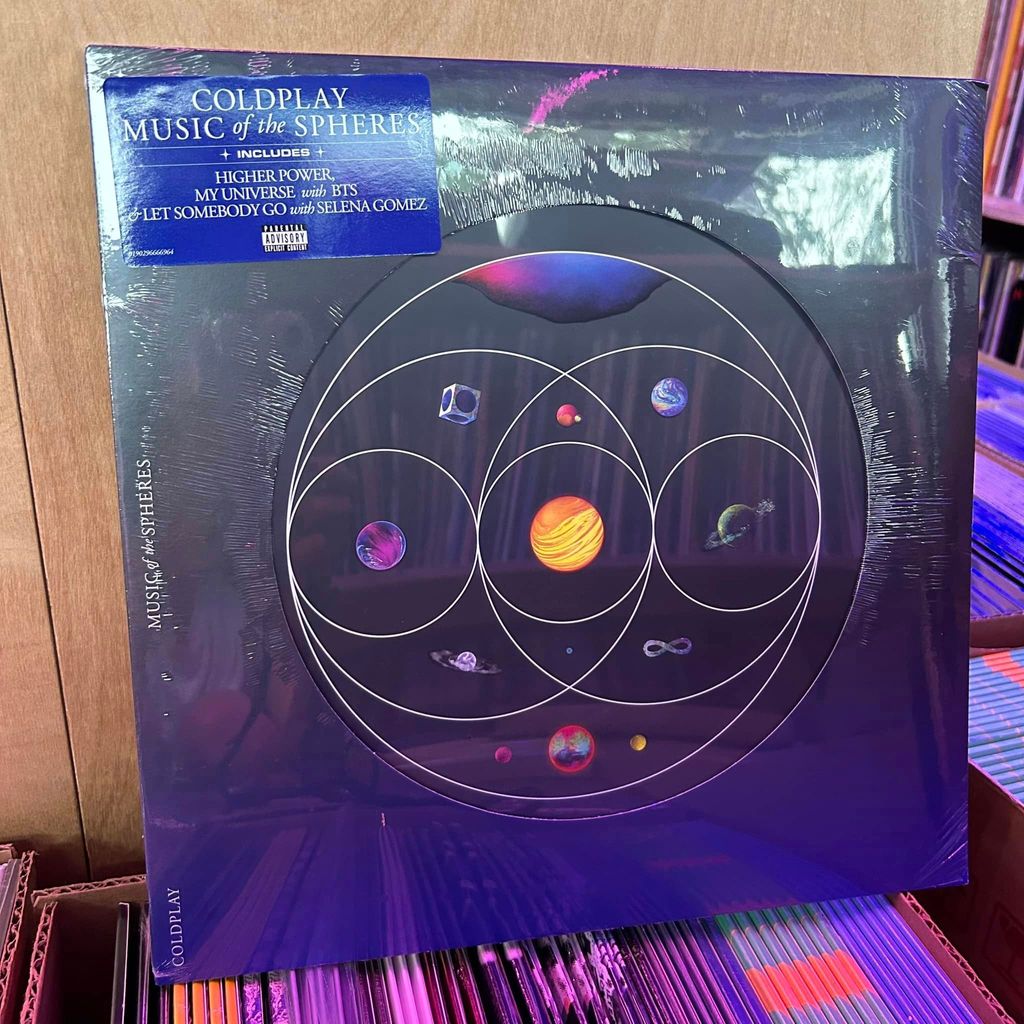 COLDPLAY
MUSIC of the SPHERES
INCLUDES
HIGHER POWER,
MY UNIVERSE with BTS
& LET SOMEBODY GO with SELENA GOMEZ
PARENTAL
ADVISORY
EXPLICIT CONTENT
0190296666964
MUSIC of the SPHERES
COLDPLAY